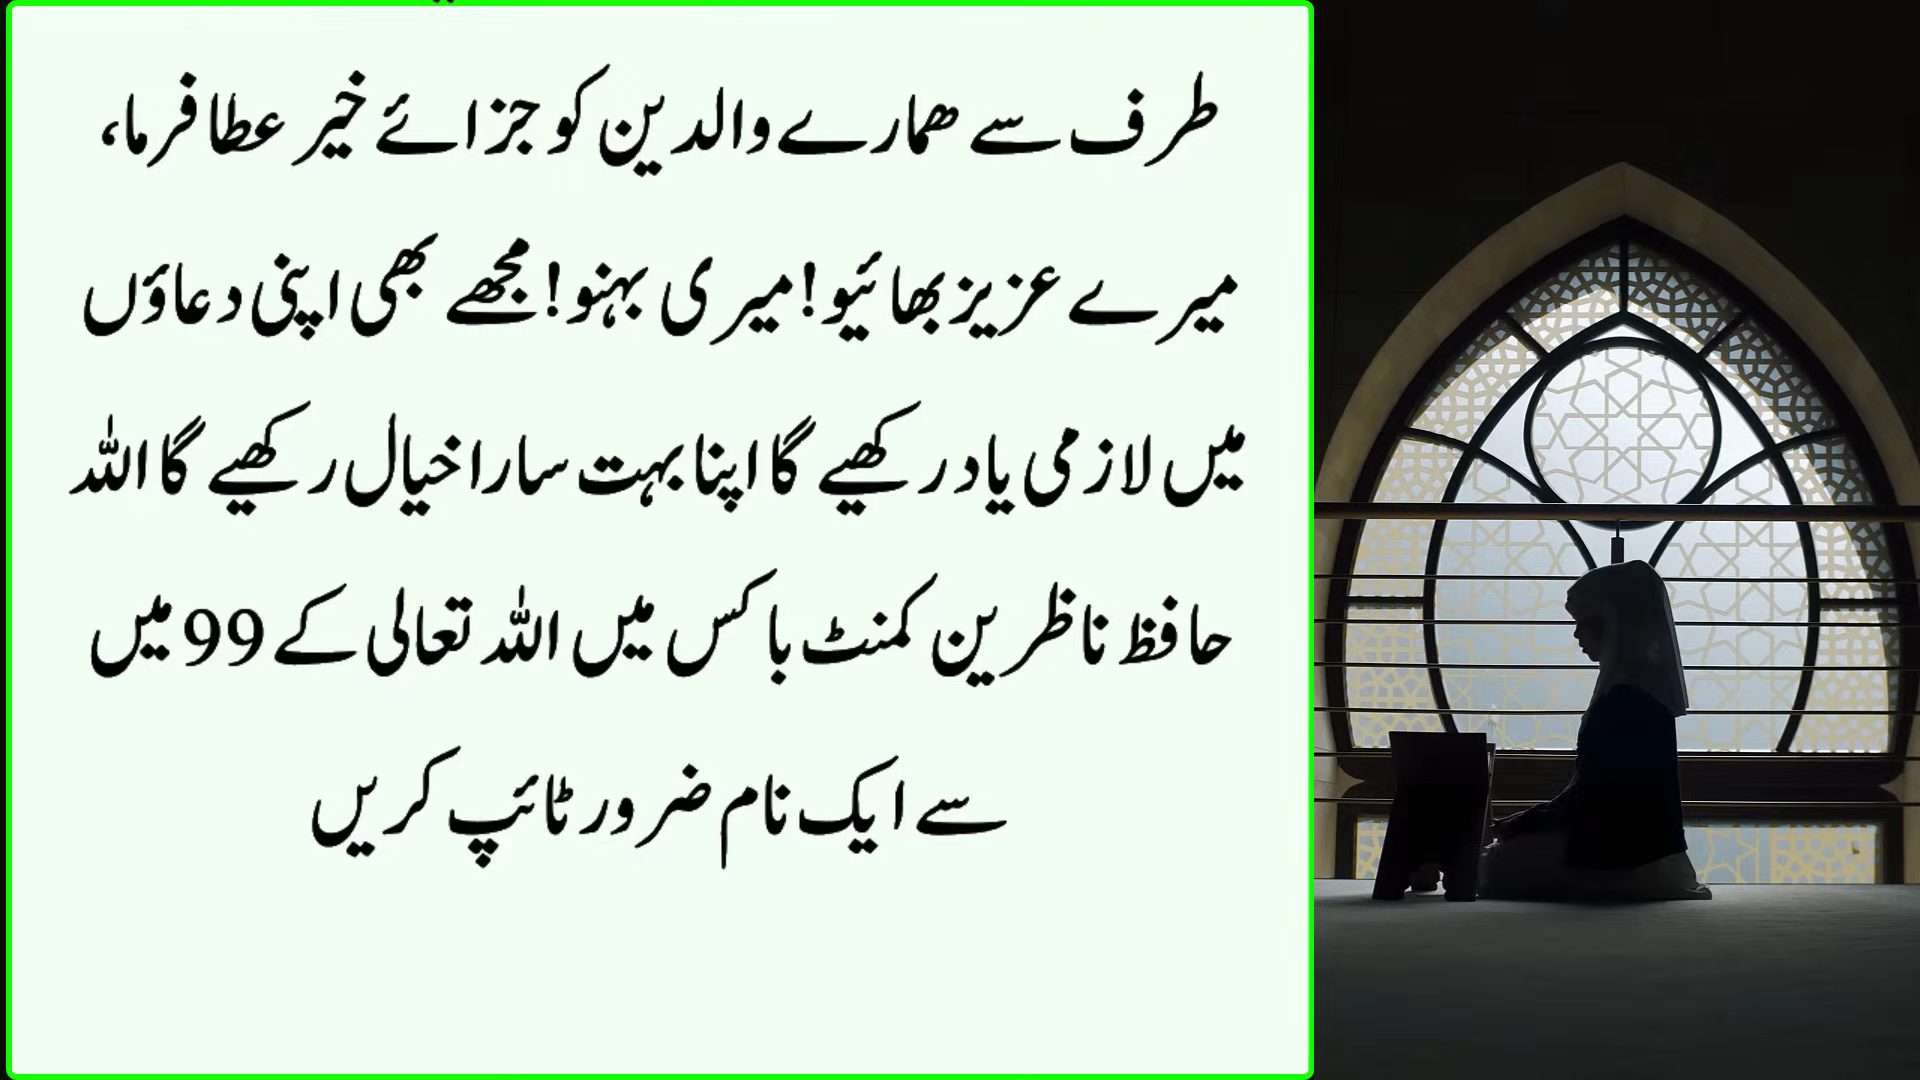 طرف سے ھمارے والدین کو جزائے خیر عطا فرما،
میرے عزیز بھائیو! میری بہنو! مجھے بھی اپنی دعاؤں
میں لازمی یاد رکھیے گا اپنا بہت سارا خیال رکھیے گا اللہ
حافظ ناظرین کمنٹ باکس میں اللہ تعالی کے 99 میں
سے ایک نام ضرور ٹائپ کریں